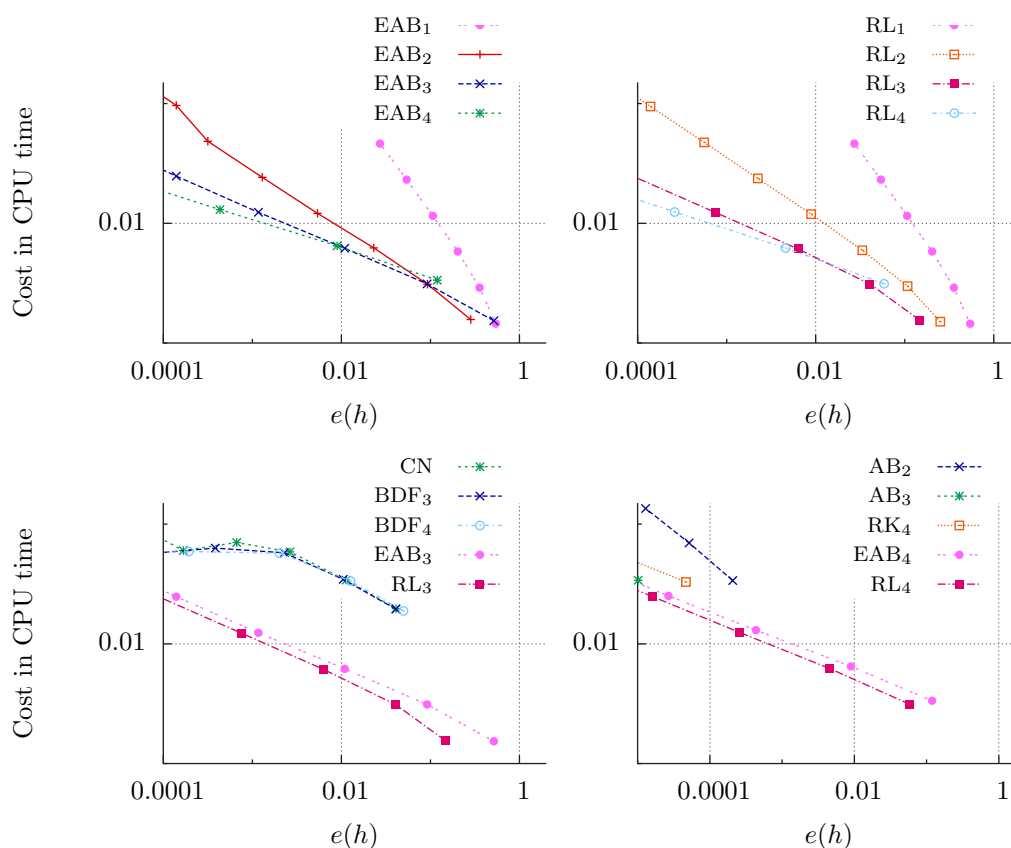 EAB₁
EAB₂
EAB₃
EAB₄
Cost in CPU time
0.01
0.0001 0.01 1
e(h)
RL₁
RL₂
RL₃
RL₄
0.01
0.0001 0.01 1
e(h)
CN
BDF₃
BDF₄
EAB₃
RL₃
Cost in CPU time
0.01
0.0001 0.01 1
e(h)
AB₂
AB₃
RK₄
EAB₄
RL₄
0.01
0.0001 0.01 1
e(h)